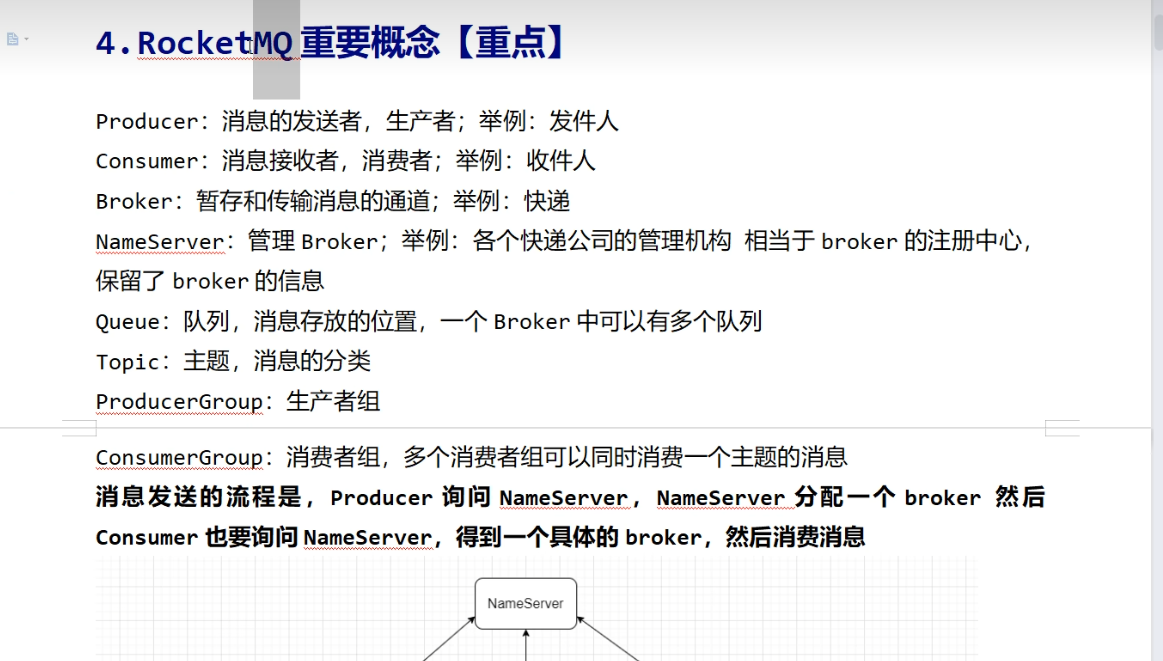 4.RocketMQ 重要概念【重点】
Producer：消息的发送者，生产者；举例：发件人
Consumer：消息接收者，消费者；举例：收件人
Broker：暂存和传输消息的通道；举例：快递
NameServer：管理 Broker；举例：各个快递公司的管理机构 相当于 broker 的注册中心，
保留了 broker 的信息
Queue：队列，消息存放的位置，一个 Broker 中可以有多个队列
Topic：主题，消息的分类
ProducerGroup：生产者组
ConsumerGroup：消费者组，多个消费者组可以同时消费一个主题的消息
消息发送的流程是，Producer 询问 NameServer，NameServer 分配一个 broker 然后
Consumer 也要询问 NameServer，得到一个具体的 broker，然后消费消息
NameServer